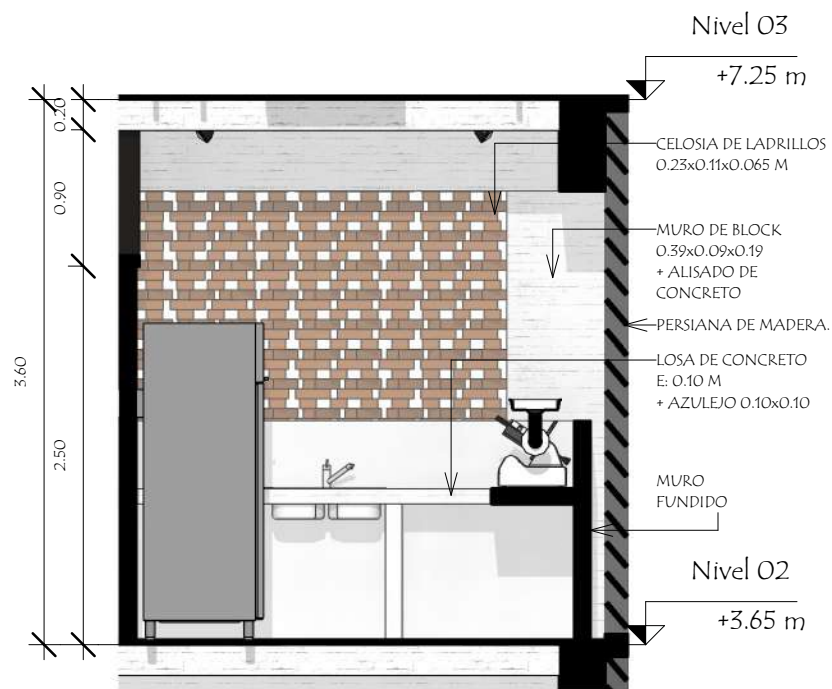 Nivel 03
+7.25 m
0.20
0.90
3.60
2.50
CELOSIA DE LADRILLOS
0.23x0.11x0.065 M
MURO DE BLOCK
0.39x0.09x0.19
+ ALISADO DE
CONCRETO
PERSIANA DE MADERA.
LOSA DE CONCRETO
E: 0.10 M
+ AZULEJO 0.10x0.10
MURO
FUNDIDO
Nivel 02
+3.65 m